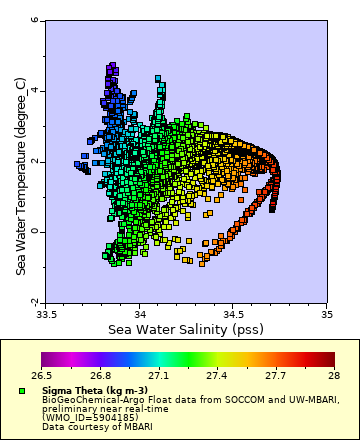 Sea Water Temperature (degree_C)
6
4
2
0
-2
33.5 34 34.5 35
Sea Water Salinity (pss)
26.5 26.8 27.1 27.4 27.7 28
Sigma Theta (kg m-3)
BioGeoChemical-Argo Float data from SOCCOM and UW-MBARI,
preliminary near real-time
(WMO_ID=5904185)
Data courtesy of MBARI